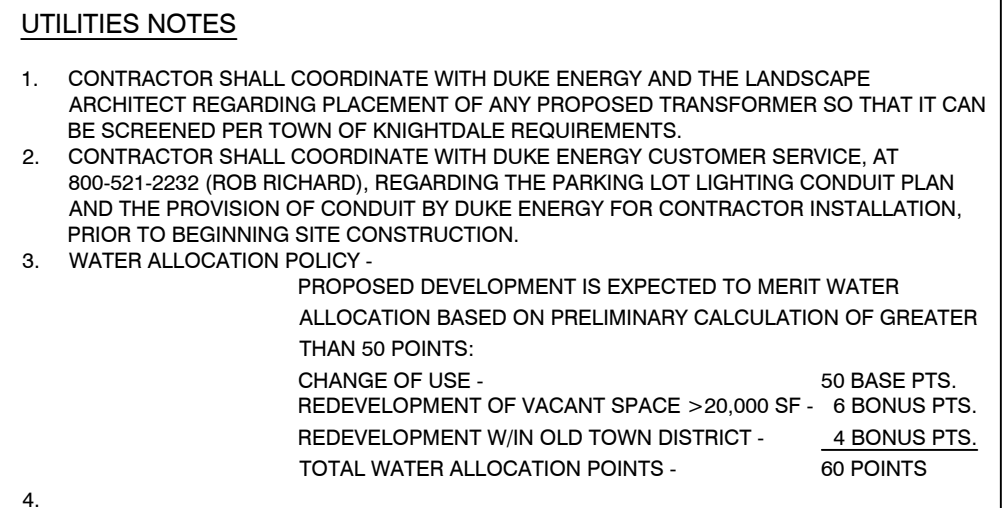 UTILITIES NOTES
1. CONTRACTOR SHALL COORDINATE WITH DUKE ENERGY AND THE LANDSCAPE
ARCHITECT REGARDING PLACEMENT OF ANY PROPOSED TRANSFORMER SO THAT IT CAN
BE SCREENED PER TOWN OF KNIGHTDALE REQUIREMENTS.
2. CONTRACTOR SHALL COORDINATE WITH DUKE ENERGY CUSTOMER SERVICE, AT
800-521-2232 (ROB RICHARD), REGARDING THE PARKING LOT LIGHTING CONDUIT PLAN
AND THE PROVISION OF CONDUIT BY DUKE ENERGY FOR CONTRACTOR INSTALLATION,
PRIOR TO BEGINNING SITE CONSTRUCTION.
3. WATER ALLOCATION POLICY -
PROPOSED DEVELOPMENT IS EXPECTED TO MERIT WATER
ALLOCATION BASED ON PRELIMINARY CALCULATION OF GREATER
THAN 50 POINTS:
CHANGE OF USE - 50 BASE PTS.
REDEVELOPMENT OF VACANT SPACE >20,000 SF - 6 BONUS PTS.
REDEVELOPMENT W/IN OLD TOWN DISTRICT - 4 BONUS PTS.
TOTAL WATER ALLOCATION POINTS - 60 POINTS
4.